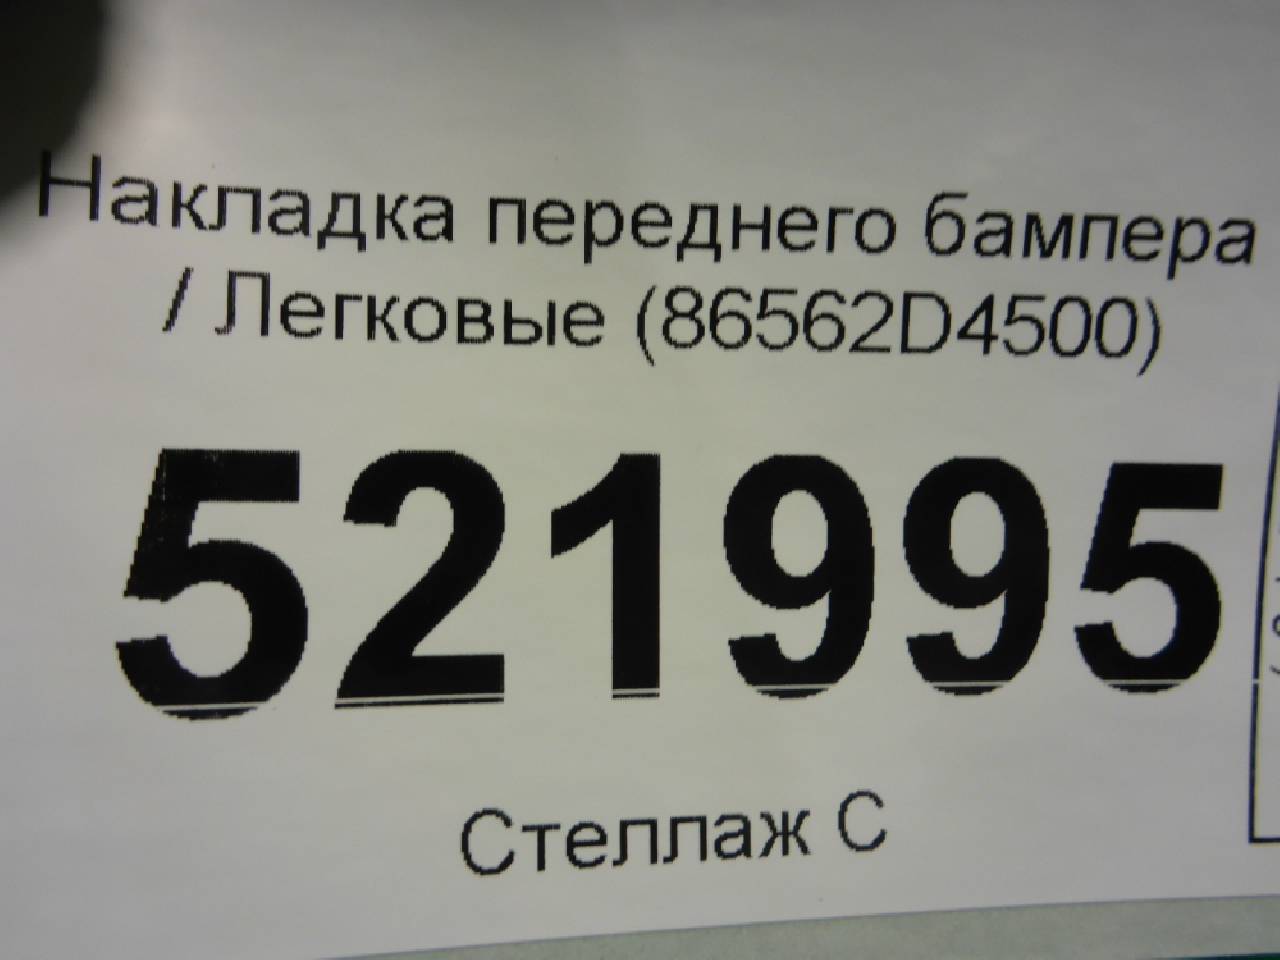 Накладка переднего бампера
/ Легковые (86562D4500)
521995
Стеллаж С